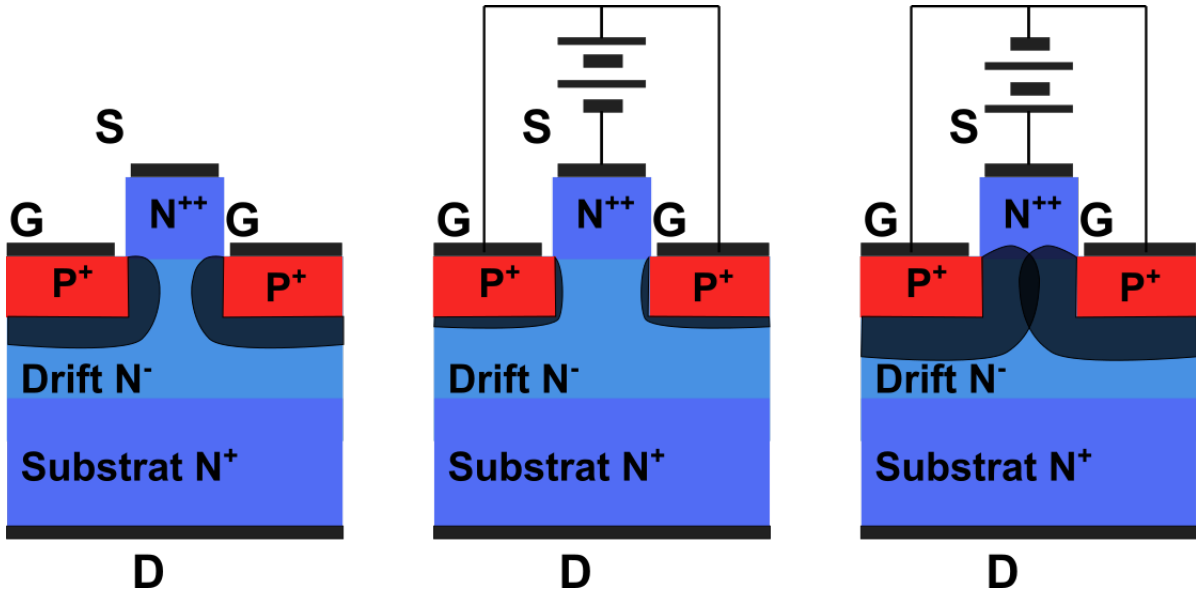 S
G
N++
G
P+
P+
Drift N-
Substrat N+
D
S
G
N++
G
P+
P+
Drift N-
Substrat N+
D
S
G
N++
G
P+
P+
Drift N-
Substrat N+
D